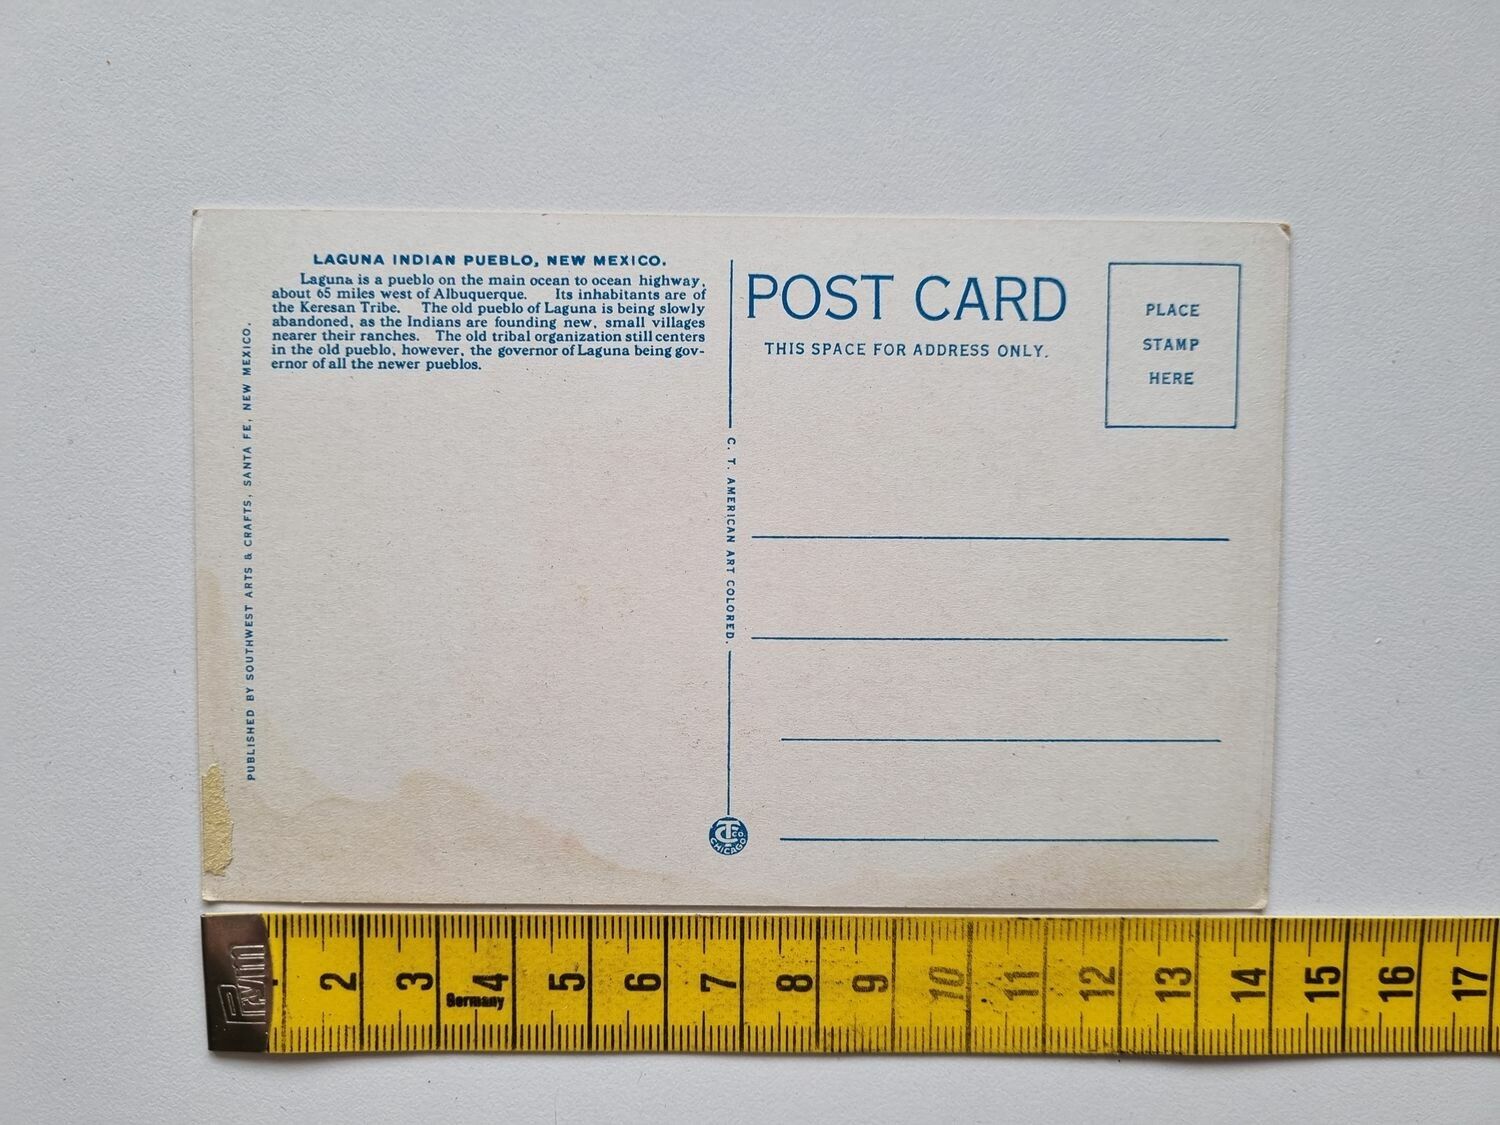 LAGUNA INDIAN PUEBLO, NEW MEXICO.
Laguna is a pueblo on the main ocean to ocean highway,
about 65 miles west of Albuquerque. Its inhabitants are of
the Keresan Tribe. The old pueblo of Laguna is being slowly
abandoned, as the Indians are founding new, small villages
nearer their ranches. The old tribal organization still centers
in the old pueblo, however, the governor of Laguna being gov-
ernor of all the newer pueblos.
PUBLISHED BY SOUTHWEST ARTS & CRAFTS, SANTA FE, NEW MEXICO.
C. T. AMERICAN ART COLORED.
CT CO. CHICAGO
POST CARD
THIS SPACE FOR ADDRESS ONLY.
PLACE
STAMP
HERE
Prym
2 3 4 5 6 7 8 9 10 11 12 13 14 15 16 17
Germany